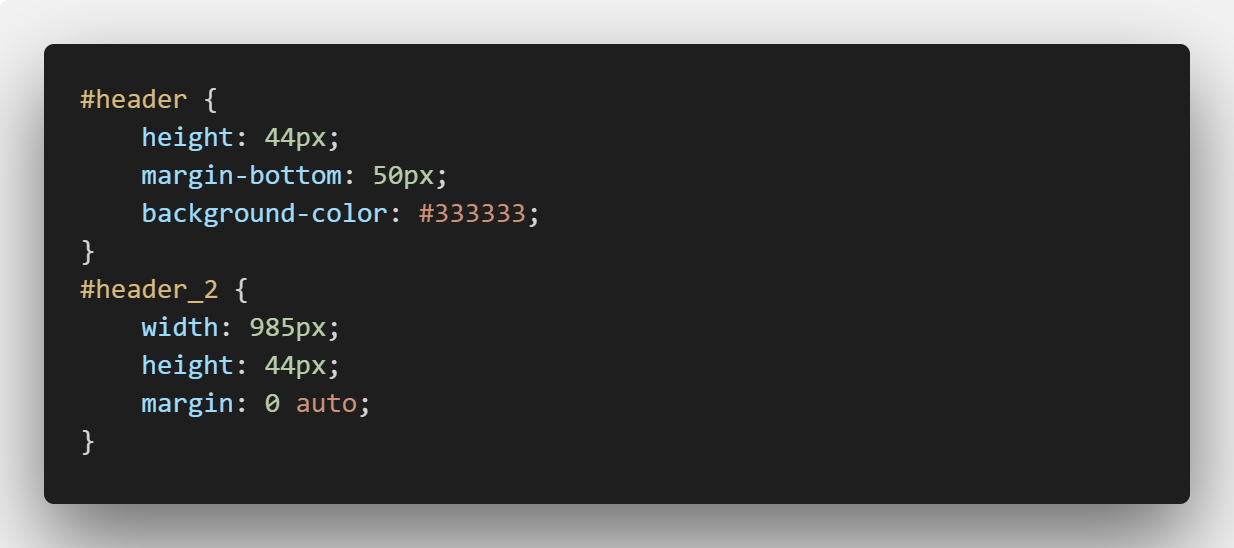 #header {
    height: 44px;
    margin-bottom: 50px;
    background-color: #333333;
}
#header_2 {
    width: 985px;
    height: 44px;
    margin: 0 auto;
}